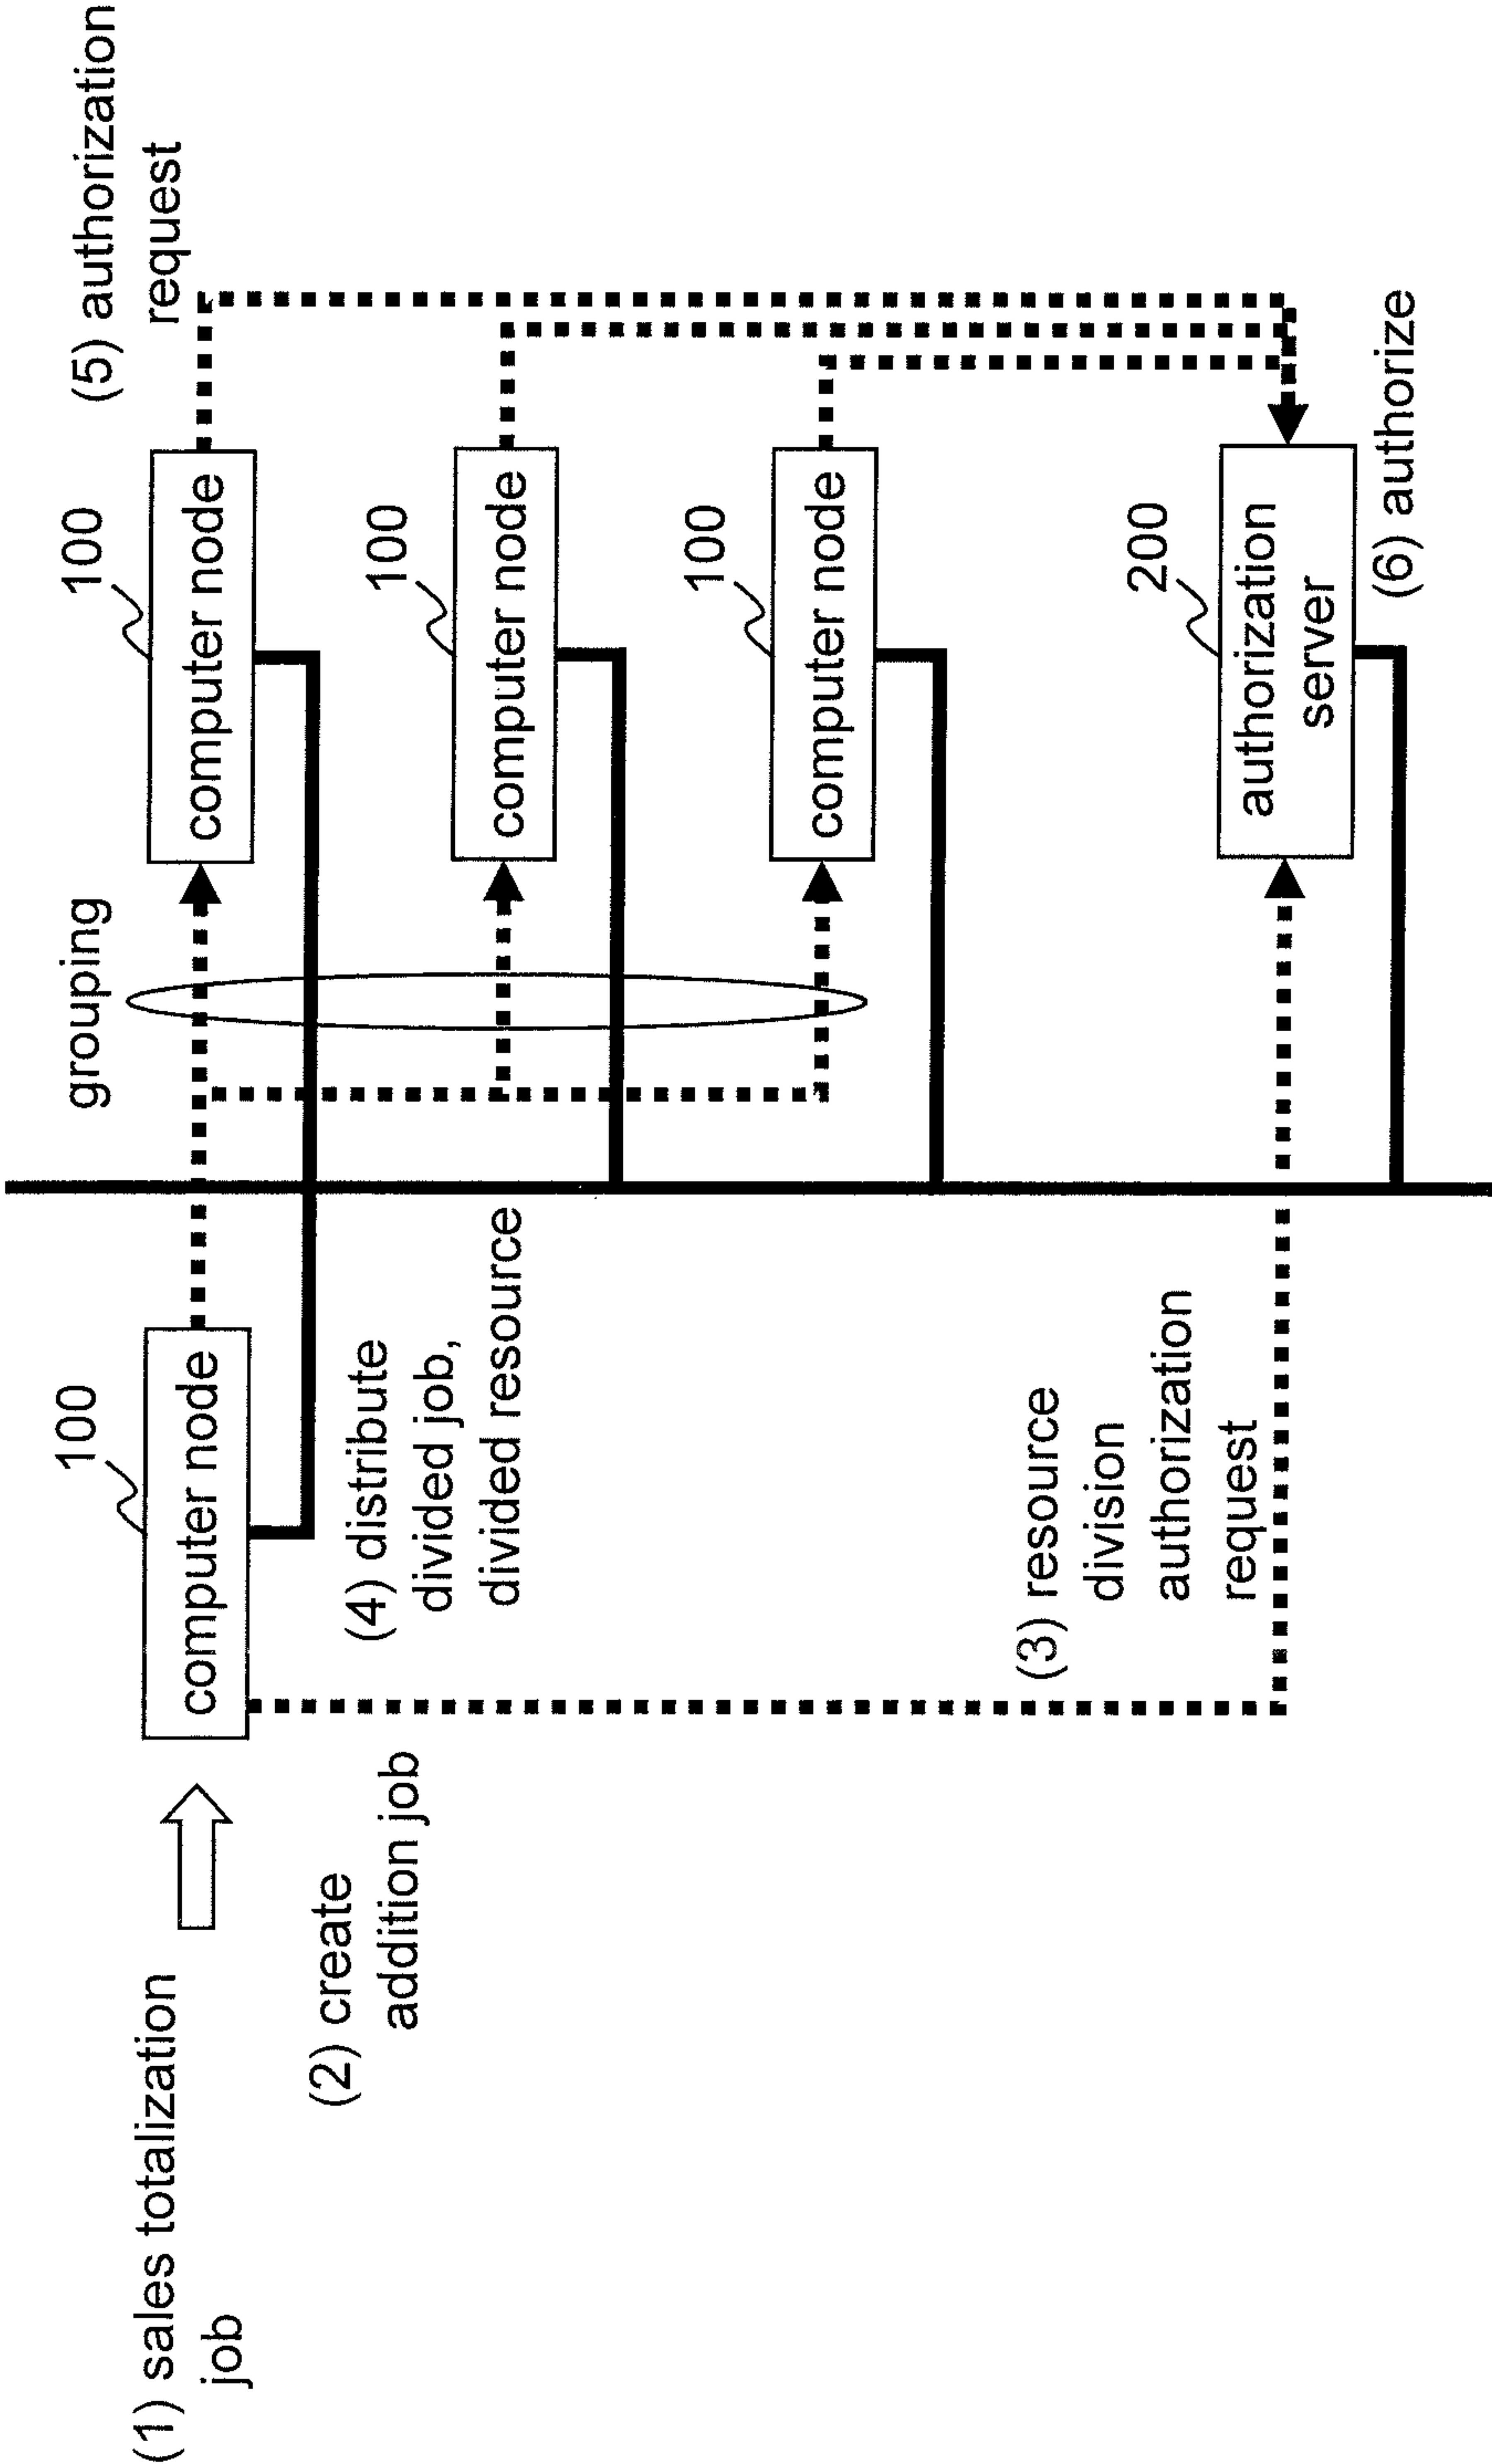 (1) sales totalization
job
(2) create
addition job
100
computer node
(4) distribute
divided job,
divided resource
(3) resource
division
authorization
request
grouping
100
computer node
100
computer node
100
computer node
200
authorization
server
(5) authorization
request
(6) authorize